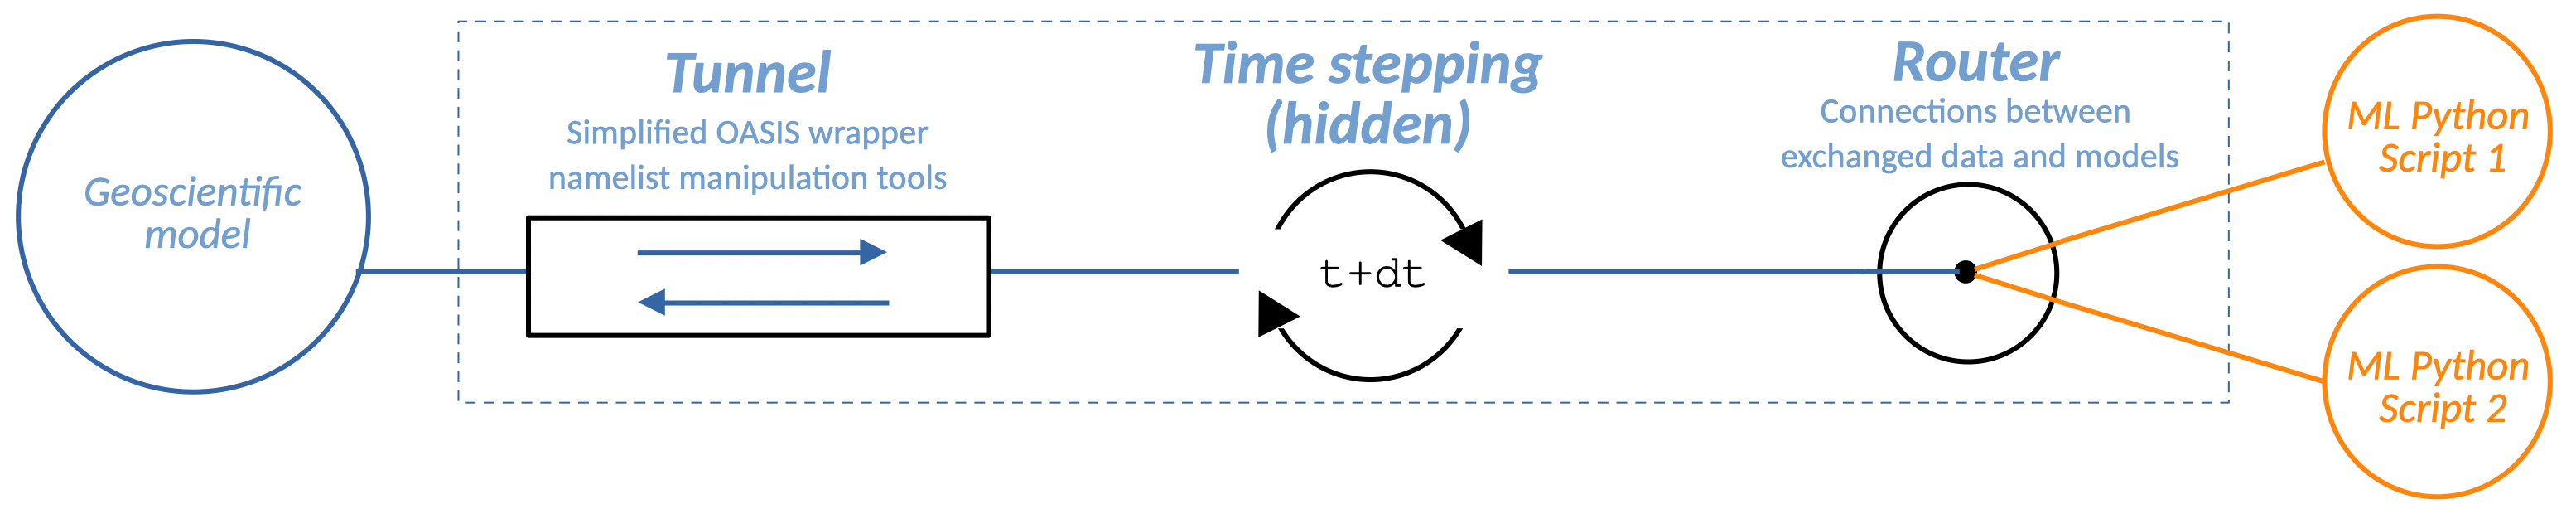 Geoscientific
model
Tunnel
Simplified OASIS wrapper
namelist manipulation tools
Time stepping
(hidden)
t+dt
Router
Connections between
exchanged data and models
ML Python
Script 1
ML Python
Script 2